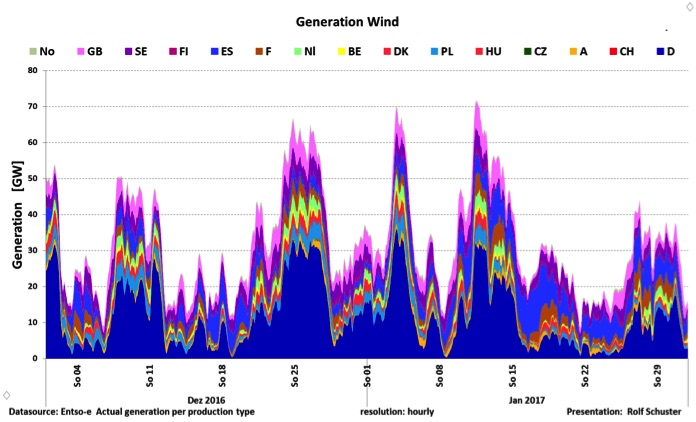 Generation Wind
No GB SE FI ES F Nl BE DK PL HU CZ A CH D
Generation [GW]
80
70
60
50
40
30
20
10
0
So 04 So 11 So 18 So 25 So 01 So 08 So 15 So 22 So 29
Dez 2016 Jan 2017
Datasource: Entso-e Actual generation per production type resolution: hourly Presentation: Rolf Schuster